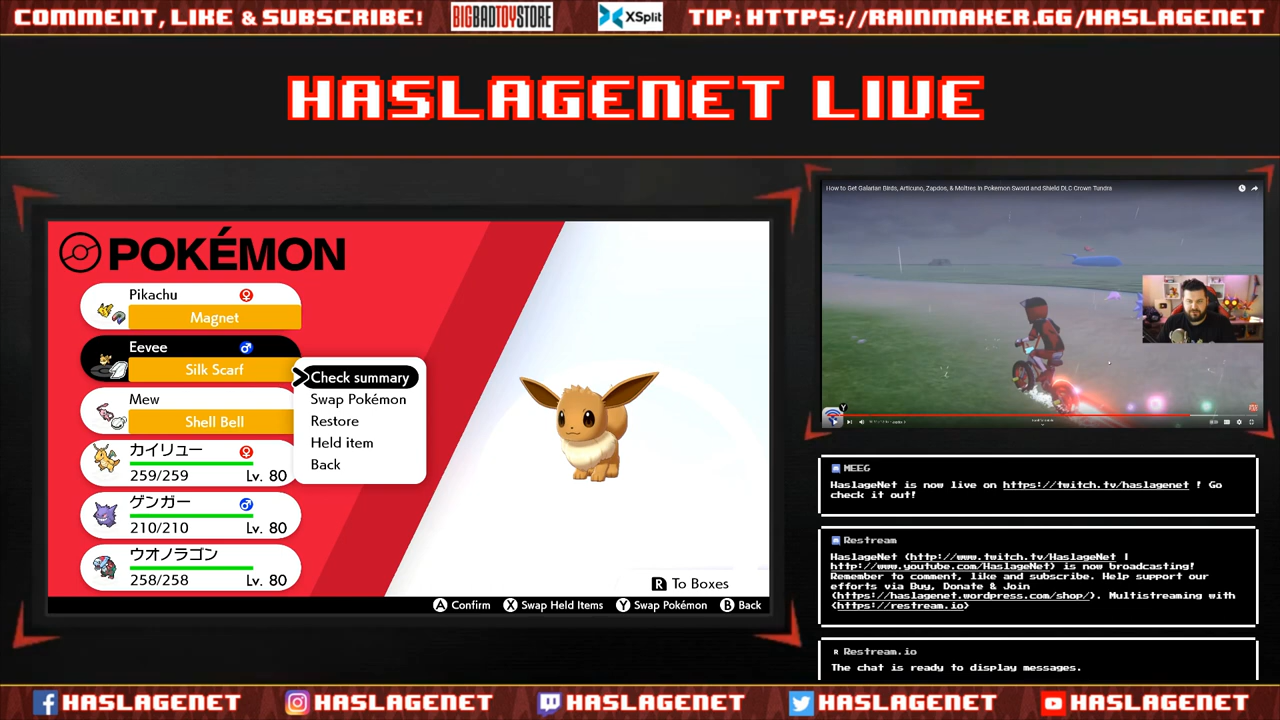 COMMENT, LIKE & SUBSCRIBE!
BIGBADTOYSTORE
XSplit
TIP: HTTPS://RAINMAKER.GG/HASLAGENET
HASLAGENET LIVE
POKÉMON
Pikachu
Magnet
Eevee
Silk Scarf
Mew
Shell Bell
カイリュー
259/259 Lv. 80
ゲンガー
210/210 Lv. 80
ウオノラゴン
258/258 Lv. 80
Check summary
Swap Pokémon
Restore
Held item
Back
R To Boxes
A Confirm X Swap Held Items Y Swap Pokémon B Back
How to Get Galarian Birds, Articuno, Zapdos, & Moltres in Pokemon Sword and Shield DLC Crown Tundra
Y
MEEG
HaslageNet is now live on https://twitch.tv/haslagenet ! Go
check it out!
Restream
HaslageNet (http://www.twitch.tv/HaslageNet |
http://www.youtube.com/HaslageNet) is now broadcasting!
Remember to comment, like and subscribe. Help support our
efforts via Buy, Donate & Join
(https://haslagenet.wordpress.com/shop/). Multistreaming with
(https://restream.io)
R Restream.io
The chat is ready to display messages.
HASLAGENET
HASLAGENET
HASLAGENET
HASLAGENET
HASLAGENET